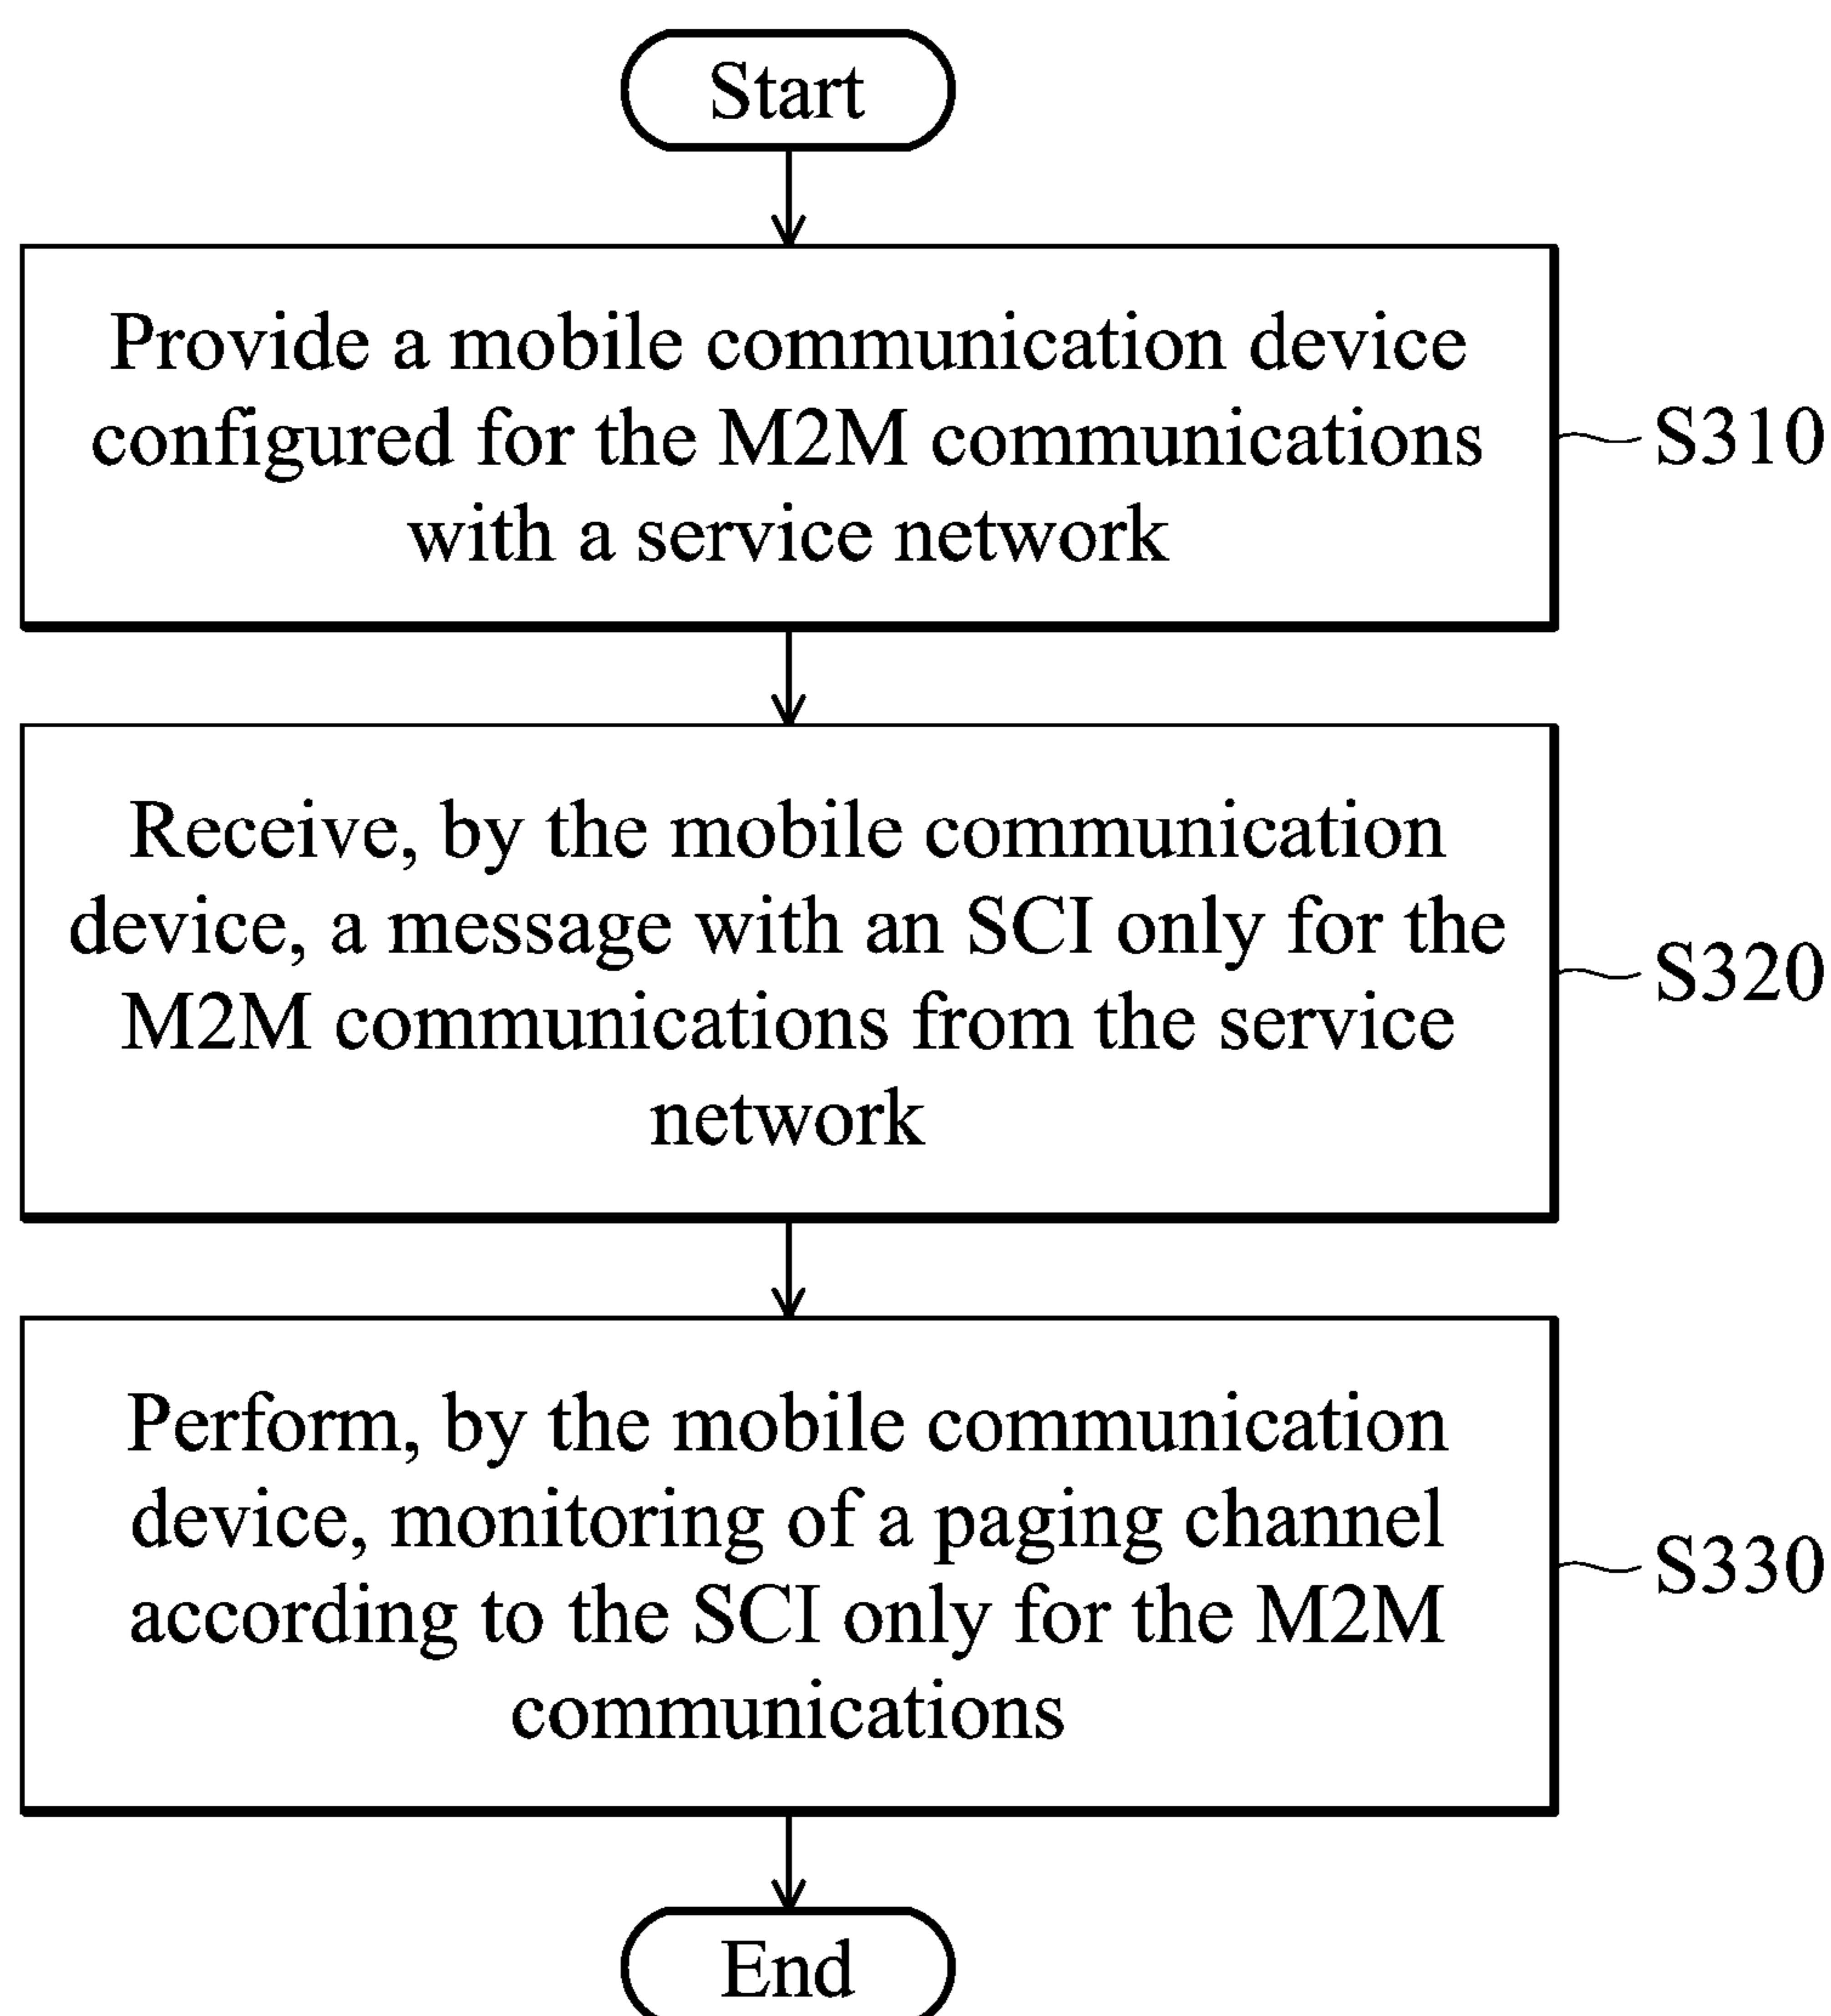 Start
Provide a mobile communication device
configured for the M2M communications
with a service network
S310
Receive, by the mobile communication
device, a message with an SCI only for the
M2M communications from the service
network
S320
Perform, by the mobile communication
device, monitoring of a paging channel
according to the SCI only for the M2M
communications
S330
End